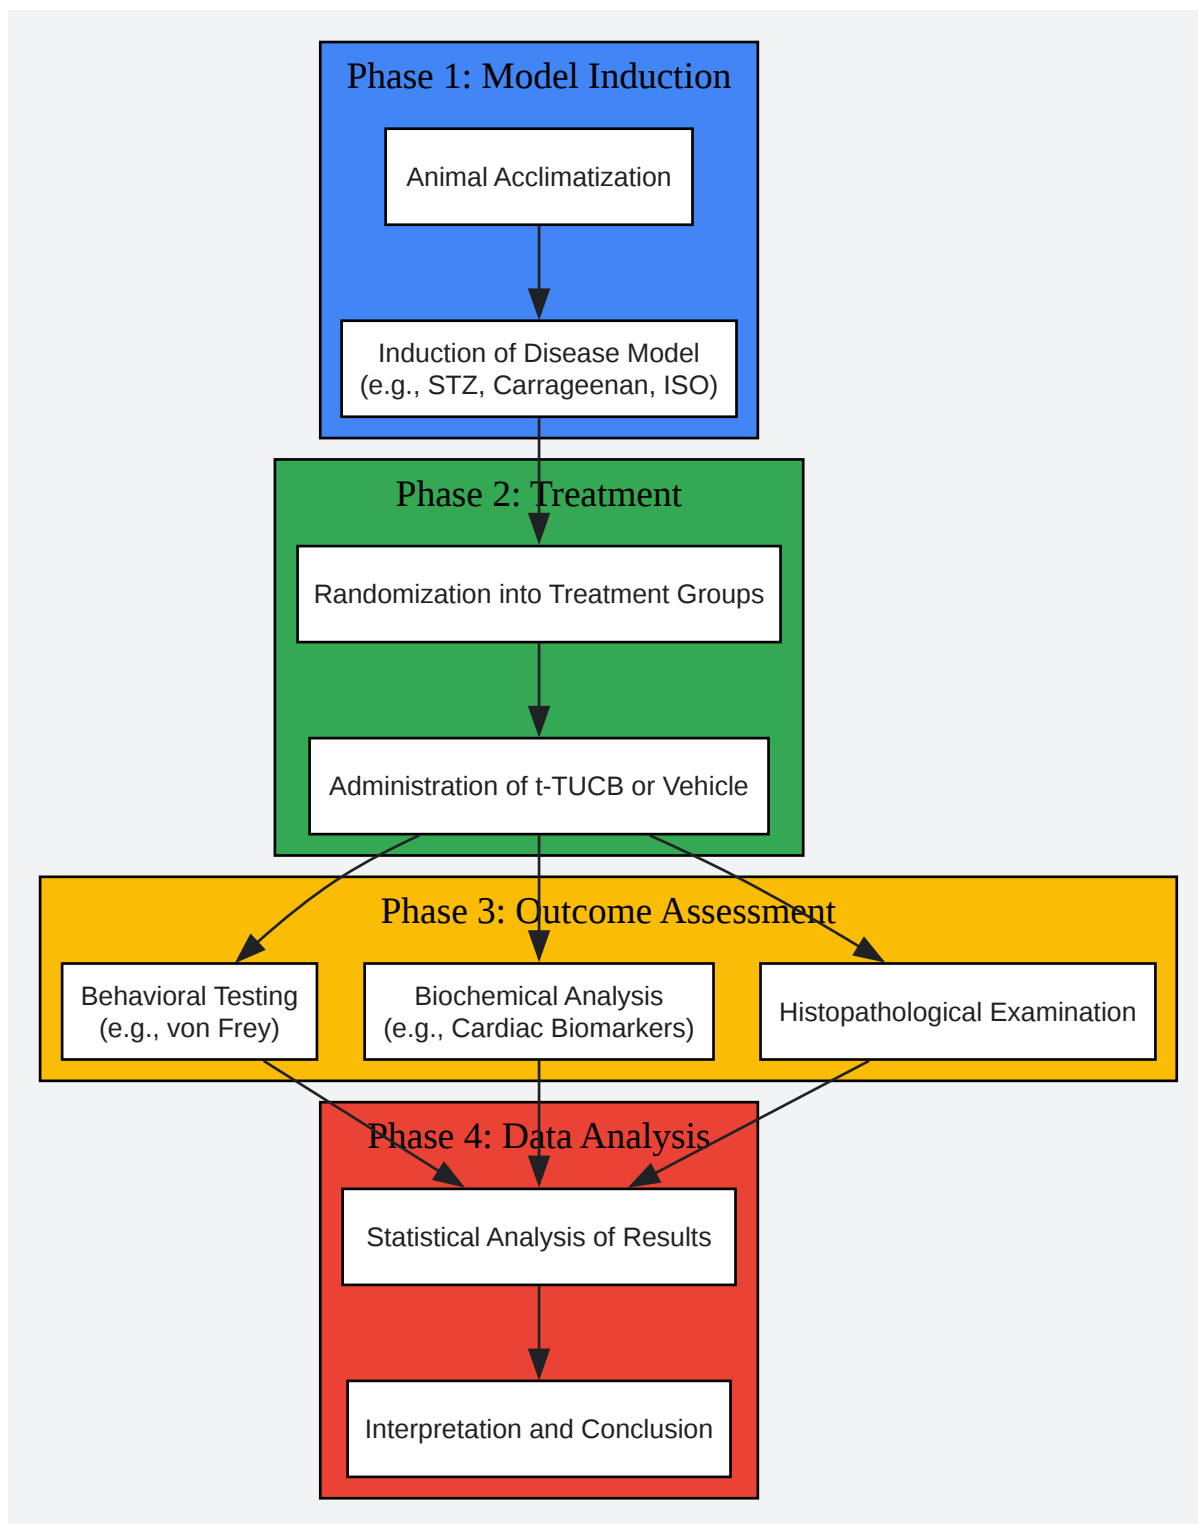 Phase 1: Model Induction
Animal Acclimatization
Induction of Disease Model
(e.g., STZ, Carrageenan, ISO)
Phase 2: Treatment
Randomization into Treatment Groups
Administration of t-TUCB or Vehicle
Phase 3: Outcome Assessment
Behavioral Testing
(e.g., von Frey)
Biochemical Analysis
(e.g., Cardiac Biomarkers)
Histopathological Examination
Phase 4: Data Analysis
Statistical Analysis of Results
Interpretation and Conclusion